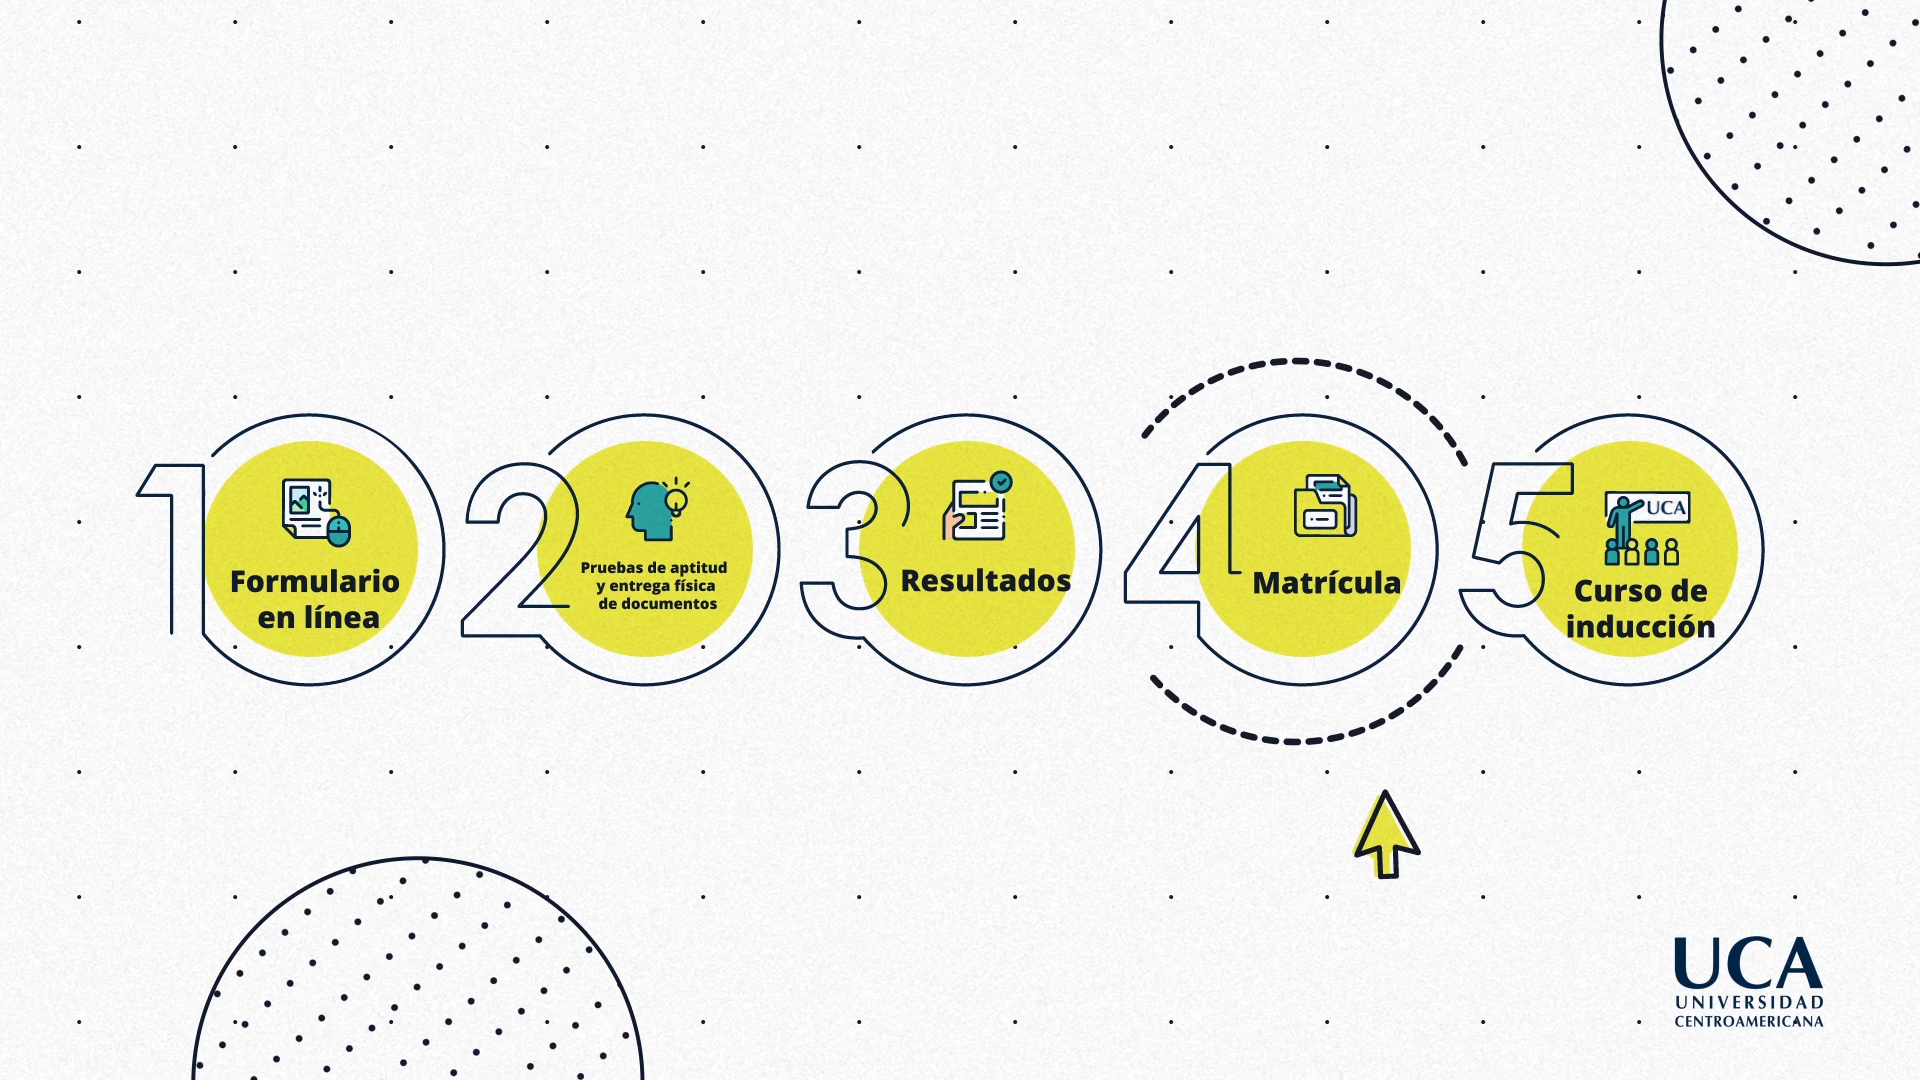 1
Formulario
en línea
2
Pruebas de aptitud
y entrega física
de documentos
3
Resultados
4
Matrícula
5
UCA
Curso de
inducción
UCA
UNIVERSIDAD
CENTROAMERICANA